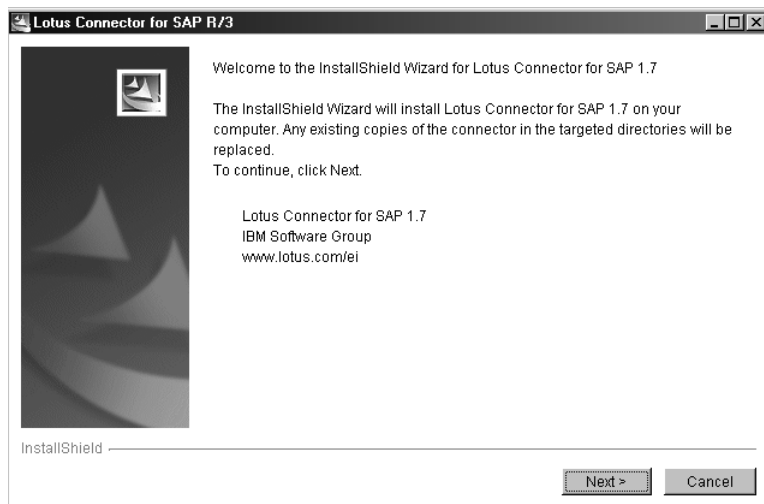 Lotus Connector for SAP R/3
Welcome to the InstallShield Wizard for Lotus Connector for SAP 1.7
The InstallShield Wizard will install Lotus Connector for SAP 1.7 on your
computer. Any existing copies of the connector in the targeted directories will be
replaced.
To continue, click Next.
Lotus Connector for SAP 1.7
IBM Software Group
www.lotus.com/ei
InstallShield
Next >
Cancel